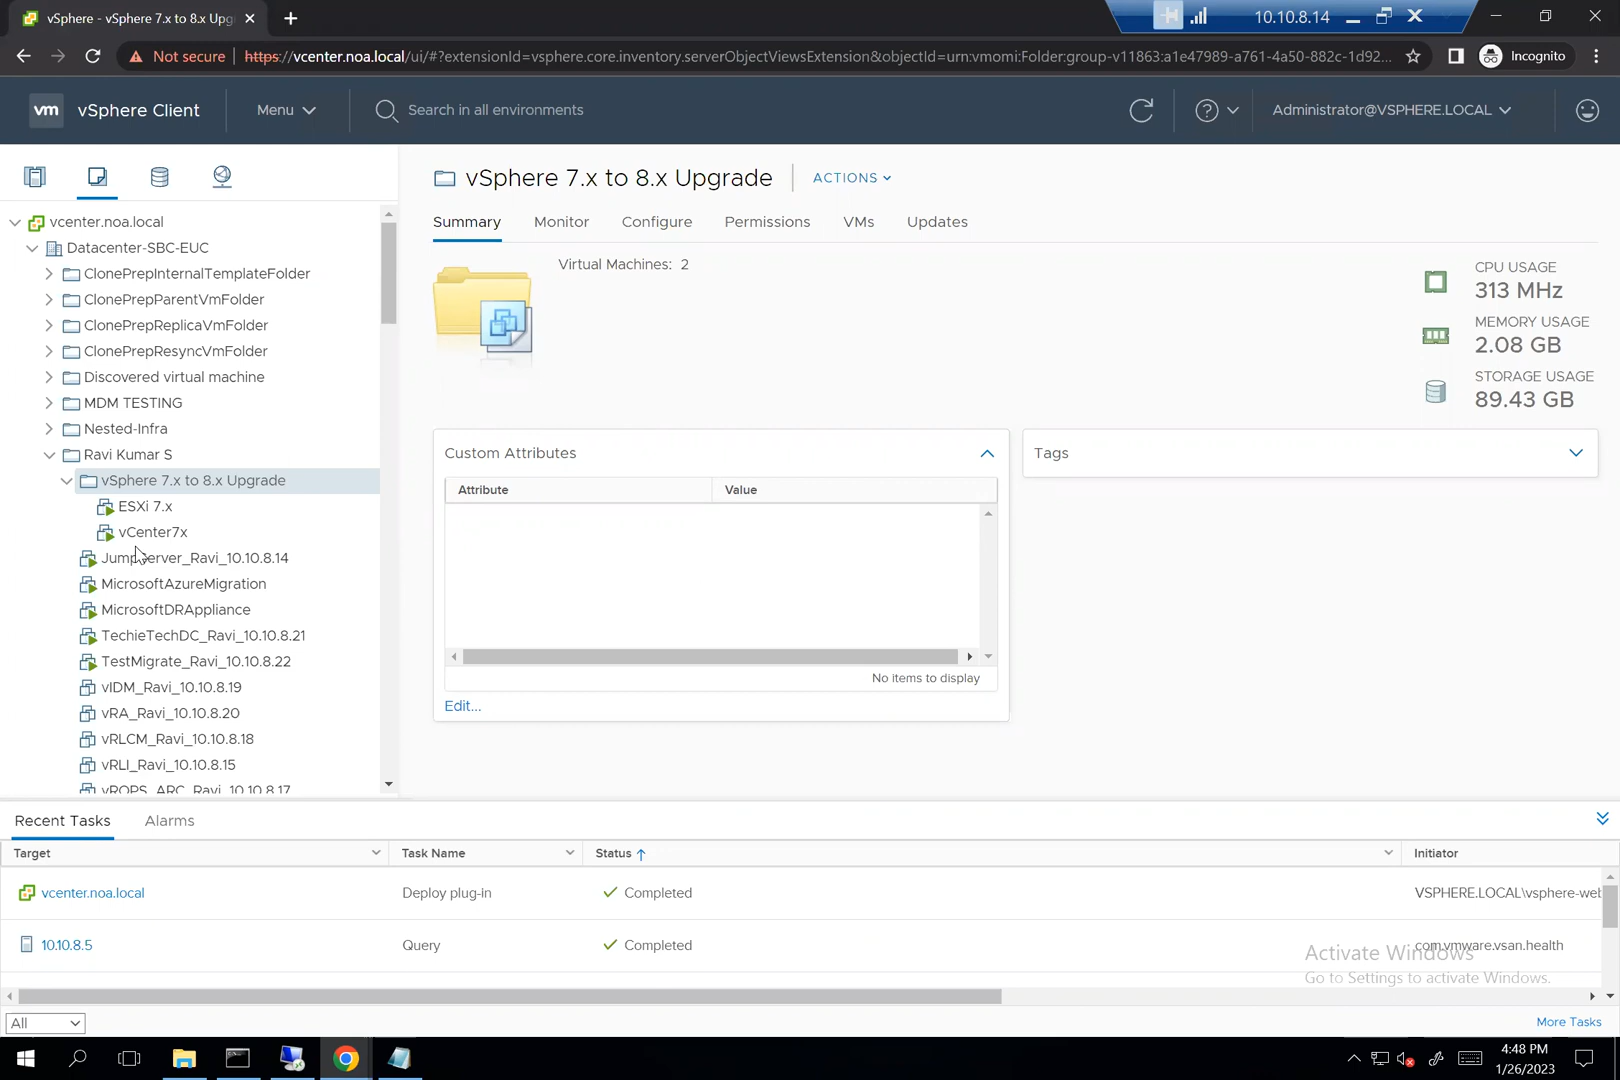 vSphere - vSphere 7.x to 8.x Upg
10.10.8.14
Not secure
https://vcenter.noa.local/ui/#?extensionId=vsphere.core.inventory.serverObjectViewsExtension&objectId=urn:vmomi:Folder:group-v11863:a1e47989-a761-4a50-882c-1d92...
Incognito
vm
vSphere Client
Menu
Search in all environments
Administrator@VSPHERE.LOCAL
vcenter.noa.local
Datacenter-SBC-EUC
ClonePrepInternalTemplateFolder
ClonePrepParentVmFolder
ClonePrepReplicaVmFolder
ClonePrepResyncVmFolder
Discovered virtual machine
MDM TESTING
Nested-Infra
Ravi Kumar S
vSphere 7.x to 8.x Upgrade
ESXi 7.x
vCenter7x
JumpServer_Ravi_10.10.8.14
MicrosoftAzureMigration
MicrosoftDRAppliance
TechieTechDC_Ravi_10.10.8.21
TestMigrate_Ravi_10.10.8.22
vIDM_Ravi_10.10.8.19
vRA_Ravi_10.10.8.20
vRLCM_Ravi_10.10.8.18
vRLI_Ravi_10.10.8.15
vROPS_ARC_Ravi_10.10.8.17
vSphere 7.x to 8.x Upgrade
ACTIONS
Summary
Monitor
Configure
Permissions
VMs
Updates
Virtual Machines: 2
CPU USAGE
313 MHz
MEMORY USAGE
2.08 GB
STORAGE USAGE
89.43 GB
Custom Attributes
Attribute
Value
No items to display
Edit...
Tags
Recent Tasks
Alarms
Target
Task Name
Status
Initiator
vcenter.noa.local
Deploy plug-in
Completed
VSPHERE.LOCAL\vsphere-web
10.10.8.5
Query
Completed
com.vmware.vsan.health
Activate Windows
Go to Settings to activate Windows.
All
More Tasks
4:48 PM
1/26/2023